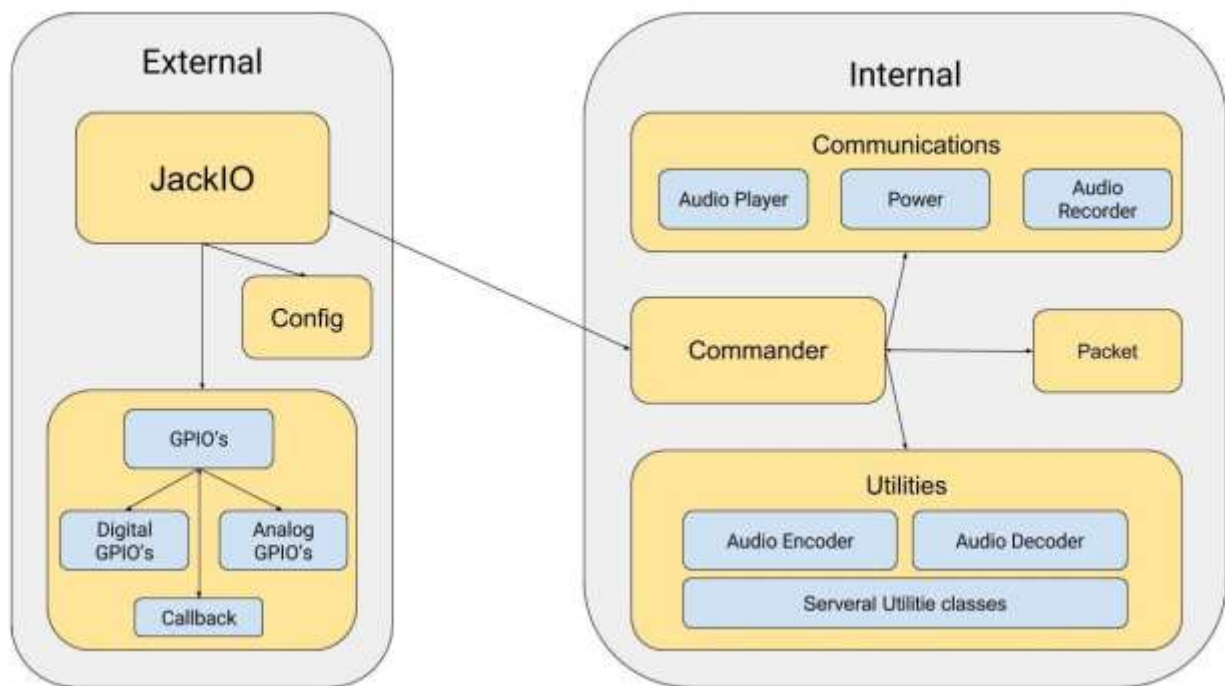 External
JackIO
Config
GPIO's
Digital
GPIO's
Analog
GPIO's
Callback
Internal
Communications
Audio Player
Power
Audio
Recorder
Commander
Packet
Utilities
Audio Encoder
Audio Decoder
Serveral Utilitie classes